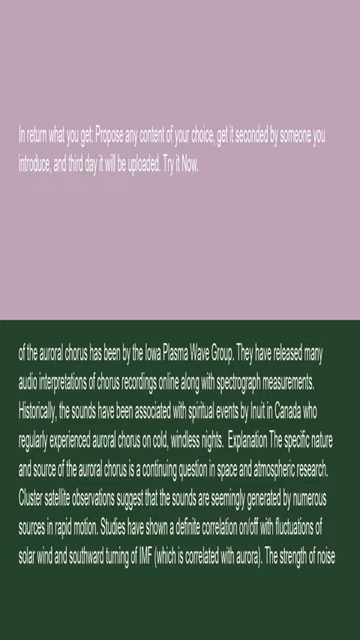 In return what you get: Propose any content of your choice, get it seconded by someone you
introduce, and third day it will be uploaded. Try it Now.
of the auroral chorus has been by the Iowa Plasma Wave Group. They have released many
audio interpretations of chorus recordings online along with spectrograph measurements.
Historically, the sounds have been associated with spiritual events by Inuit in Canada who
regularly experienced auroral chorus on cold, windless nights. Explanation The specific nature
and source of the auroral chorus is a continuing question in space and atmospheric research.
Cluster satellite observations suggest that the sounds are seemingly generated by numerous
sources in rapid motion. Studies have shown a definite correlation on/off with fluctuations of
solar wind and southward turning of IMF (which is correlated with aurora). The strength of noise